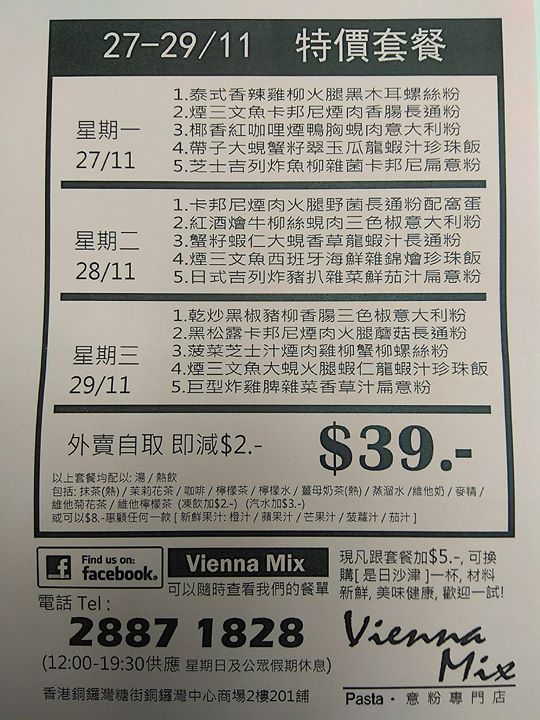 27-29/11 特價套餐
星期一
27/11
1.泰式香辣雞柳火腿黑木耳螺絲粉
2.煙三文魚卡邦尼煙肉香腸長通粉
3.椰香紅咖哩煙鴨胸蜆肉意大利粉
4.帶子大蜆蟹籽翠玉瓜龍蝦汁珍珠飯
5.芝士吉列炸魚柳雜菌卡邦尼扁意粉
星期二
28/11
1.卡邦尼煙肉火腿野菌長通粉配窩蛋
2.紅酒燴牛柳絲蜆肉三色椒意大利粉
3.蟹籽蝦仁大蜆香草龍蝦汁長通粉
4.煙三文魚西班牙海鮮雜錦燴珍珠飯
5.日式吉列炸豬扒雜菜鮮茄汁扁意粉
星期三
29/11
1.乾炒黑椒豬柳香腸三色椒意大利粉
2.黑松露卡邦尼煙肉火腿蘑菇長通粉
3.菠菜芝士汁煙肉雞柳蟹柳螺絲粉
4.煙三文魚大蜆火腿蝦仁龍蝦汁珍珠飯
5.巨型炸雞脾雜菜香草汁扁意粉
外賣自取 即減$2.-
$39.-
以上套餐均配以: 湯 / 熱飲
包括: 抹茶(熱) / 茉莉花茶 / 咖啡 / 檸檬茶 / 檸檬水 / 薑母奶茶(熱) / 蒸溜水 / 維他奶 / 麥精 /
維他菊花茶 / 維他檸檬茶 (凍飲加$2.-) (汽水加$3.-)
或可以$8.-惠顧任何一款 [ 新鮮果汁: 橙汁 / 蘋果汁 / 芒果汁 / 菠蘿汁 / 茄汁 ]
Find us on:
facebook.
Vienna Mix
可以隨時查看我們的餐單
現凡跟套餐加$5.-, 可換
購[ 是日沙津 ]一杯, 材料
新鮮, 美味健康, 歡迎一試!
電話 Tel :
2887 1828
(12:00-19:30供應 星期日及公眾假期休息)
香港銅鑼灣糖街銅鑼灣中心商場2樓201舖
Vienna
Mix
Pasta · 意粉專門店